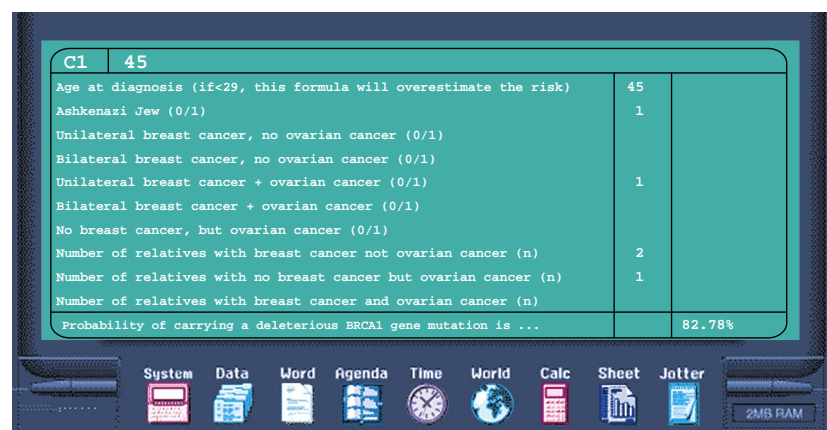 C1 45
Age at diagnosis (if<29, this formula will overestimate the risk) 45
Ashkenazi Jew (0/1) 1
Unilateral breast cancer, no ovarian cancer (0/1)
Bilateral breast cancer, no ovarian cancer (0/1)
Unilateral breast cancer + ovarian cancer (0/1) 1
Bilateral breast cancer + ovarian cancer (0/1)
No breast cancer, but ovarian cancer (0/1)
Number of relatives with breast cancer not ovarian cancer (n) 2
Number of relatives with no breast cancer but ovarian cancer (n) 1
Number of relatives with breast cancer and ovarian cancer (n)
Probability of carrying a deleterious BRCA1 gene mutation is ... 82.78%
System Data Word Agenda Time World Calc Sheet Jotter
2MB RAM